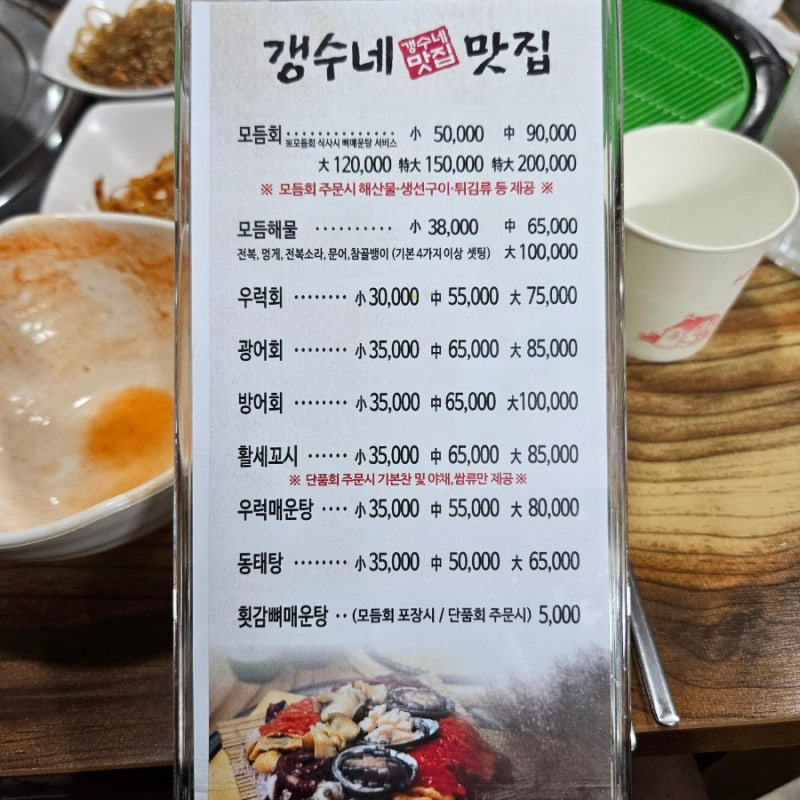 갱수네 갱수네 맛집 맛집
모듬회 ·············· 小 50,000 中 90,000
※모듬회 식사시 뼈매운탕 서비스
大 120,000 特大 150,000 特大 200,000
※ 모듬회 주문시 해산물·생선구이·튀김류 등 제공 ※
모듬해물 ·········· 小 38,000 中 65,000
전복, 멍게, 전복소라, 문어,참골뱅이 (기본 4가지 이상 셋팅) 大 100,000
우럭회 ········ 小 30,000 中 55,000 大 75,000
광어회 ········ 小 35,000 中 65,000 大 85,000
방어회 ········ 小 35,000 中 65,000 大 100,000
활세꼬시 ······ 小 35,000 中 65,000 大 85,000
※ 단품회 주문시 기본찬 및 야채,쌈류만 제공 ※
우럭매운탕 ···· 小 35,000 中 55,000 大 80,000
동태탕 ········ 小 35,000 中 50,000 大 65,000
횟감뼈매운탕 ·· (모듬회 포장시 / 단품회 주문시) 5,000